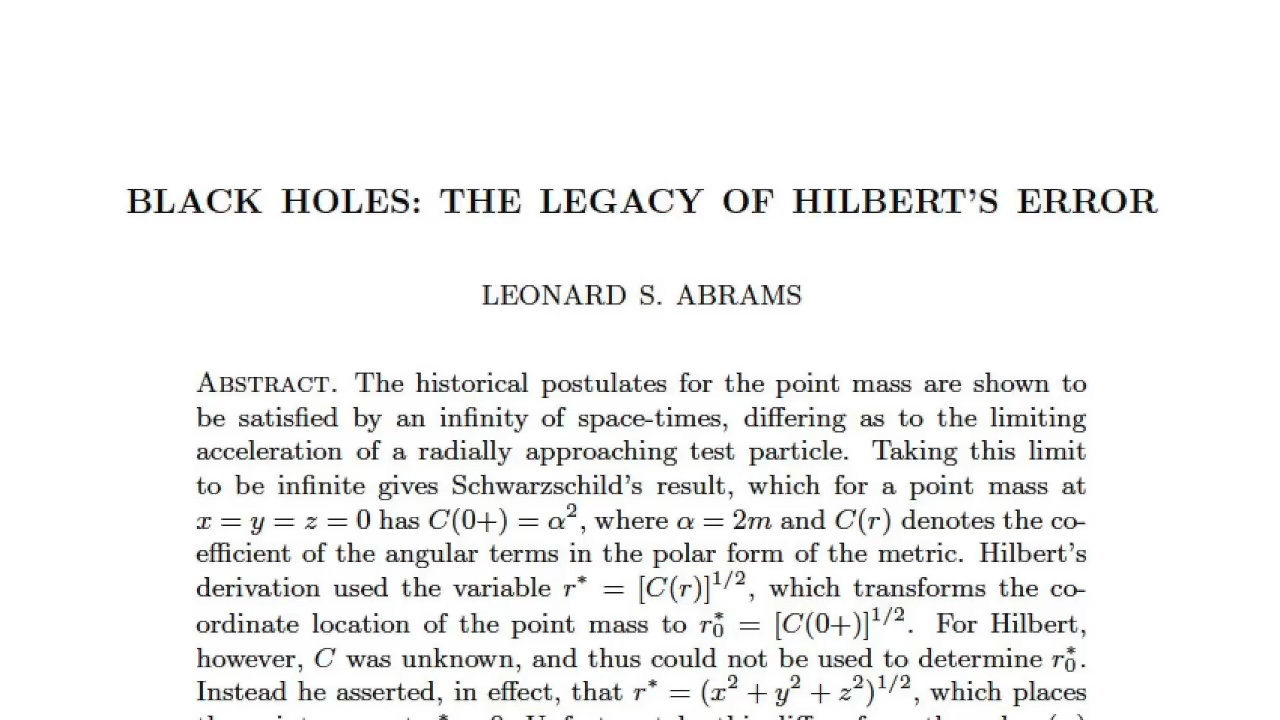 BLACK HOLES: THE LEGACY OF HILBERT'S ERROR
LEONARD S. ABRAMS
ABSTRACT. The historical postulates for the point mass are shown to
be satisfied by an infinity of space-times, differing as to the limiting
acceleration of a radially approaching test particle. Taking this limit
to be infinite gives Schwarzschild's result, which for a point mass at
x = y = z = 0 has C(0+) = α², where α = 2m and C(r) denotes the co-
efficient of the angular terms in the polar form of the metric. Hilbert's
derivation used the variable r* = [C(r)]^{1/2}, which transforms the co-
ordinate location of the point mass to r₀* = [C(0+)]^{1/2}. For Hilbert,
however, C was unknown, and thus could not be used to determine r₀*.
Instead he asserted, in effect, that r* = (x² + y² + z²)^{1/2}, which places